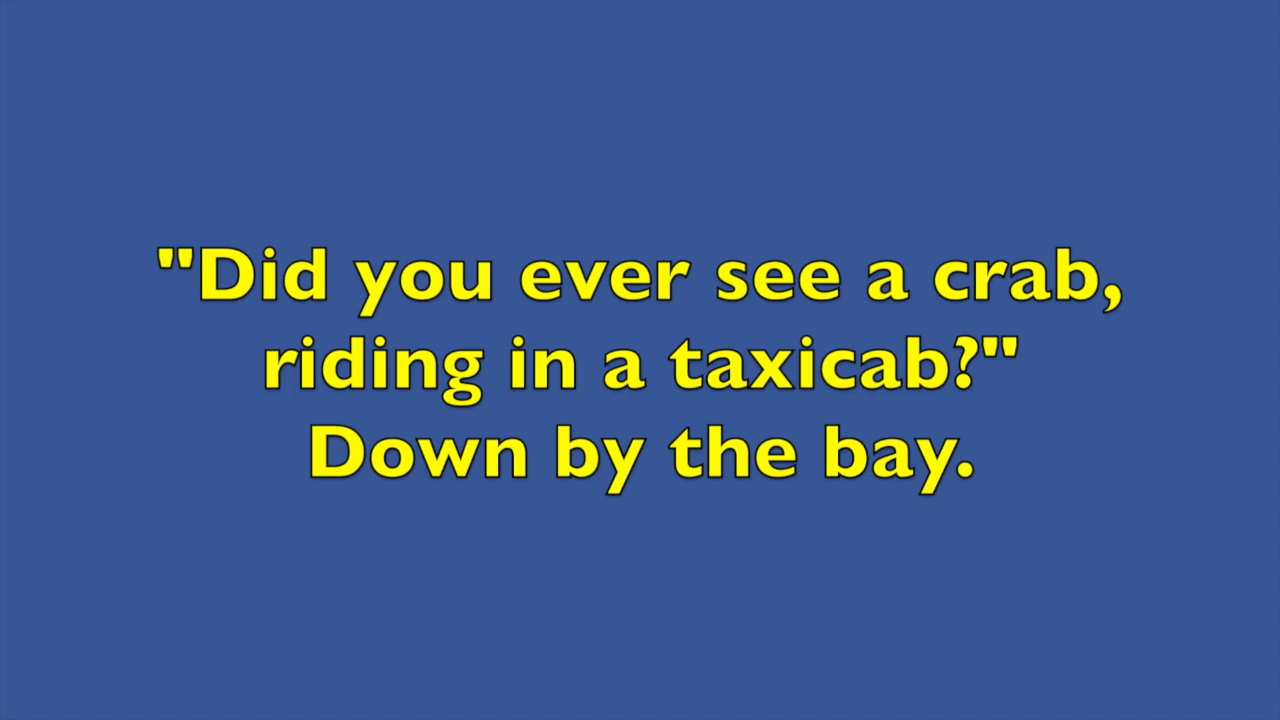 "Did you ever see a crab,
riding in a taxicab?"
Down by the bay.